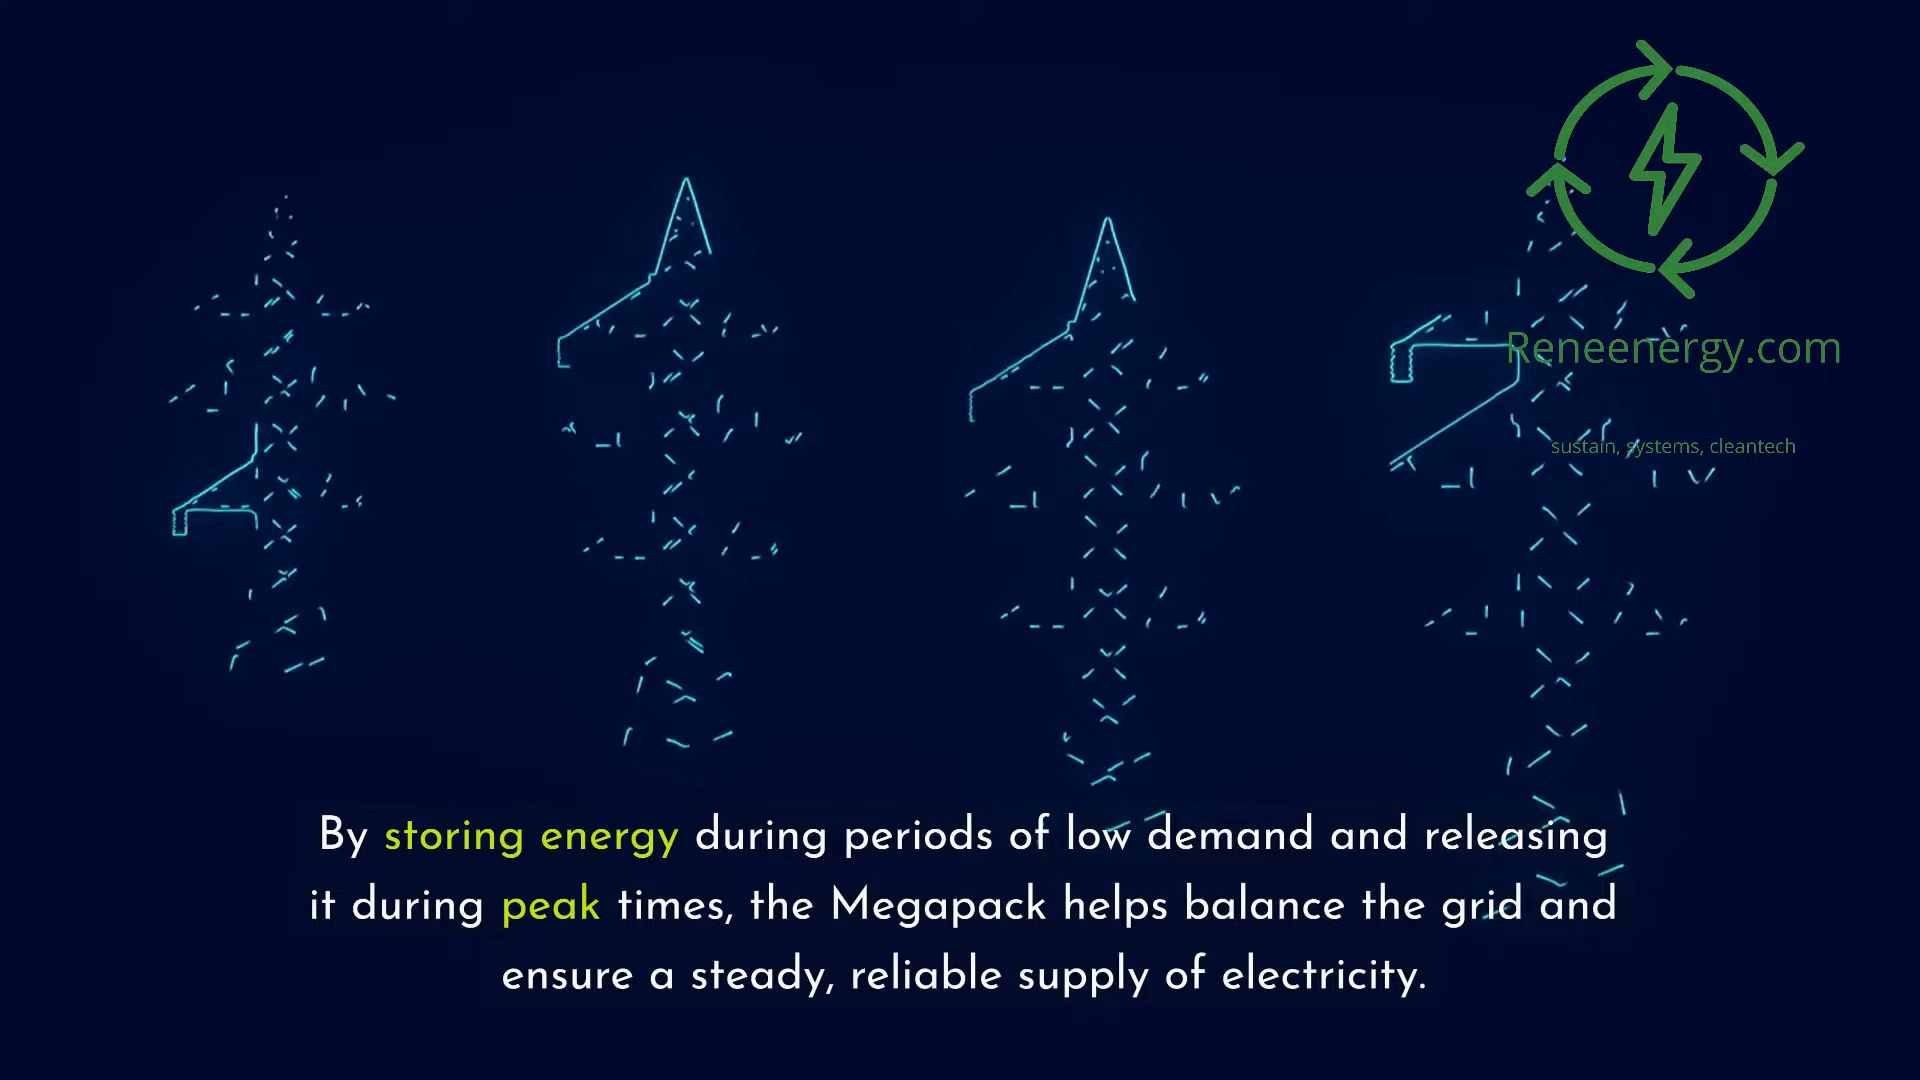 Reneenergy.com
sustain, systems, cleantech
By storing energy during periods of low demand and releasing
it during peak times, the Megapack helps balance the grid and
ensure a steady, reliable supply of electricity.